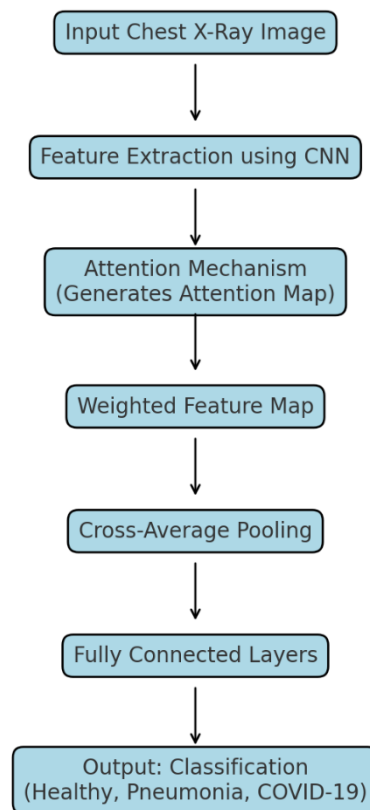 Input Chest X-Ray Image
Feature Extraction using CNN
Attention Mechanism
(Generates Attention Map)
Weighted Feature Map
Cross-Average Pooling
Fully Connected Layers
Output: Classification
(Healthy, Pneumonia, COVID-19)